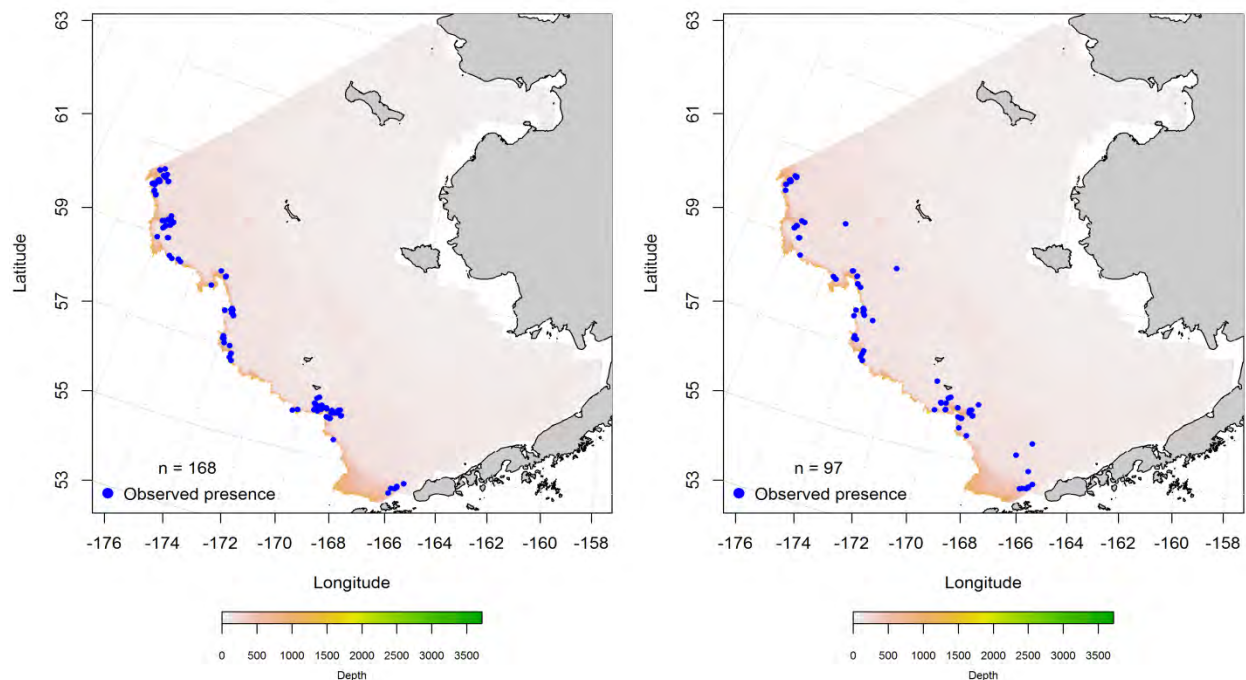 63
61
59
57
55
53
Latitude
n = 168
Observed presence
-176 -174 -172 -170 -168 -166 -164 -162 -160 -158
Longitude
0 500 1000 1500 2000 2500 3000 3500
Depth
63
61
59
57
55
53
Latitude
n = 97
Observed presence
-176 -174 -172 -170 -168 -166 -164 -162 -160 -158
Longitude
0 500 1000 1500 2000 2500 3000 3500
Depth